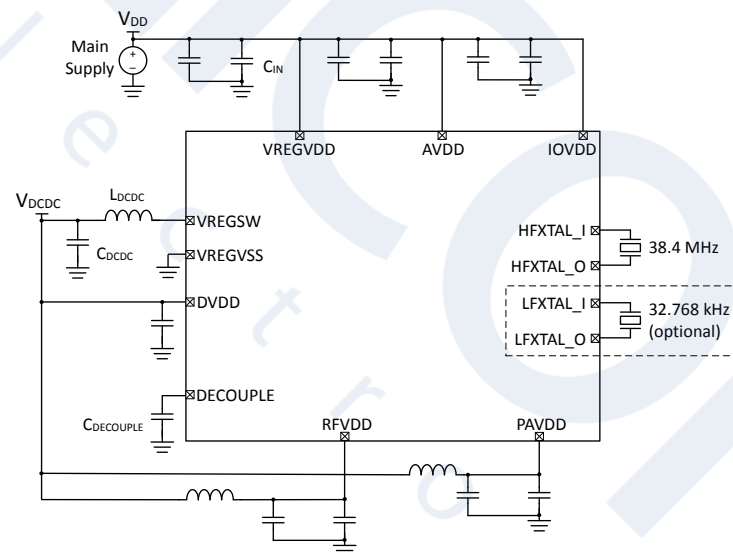 VDD
Main
Supply
+
−
CIN
VREGVDD
AVDD
IOVDD
VDCDC
LDCDC
VREGSW
CDCDC
VREGVSS
DVDD
DECOUPLE
CDECOUPLE
RFVDD
PAVDD
HFXTAL_I
HFXTAL_O
38.4 MHz
LFXTAL_I
LFXTAL_O
32.768 kHz
(optional)